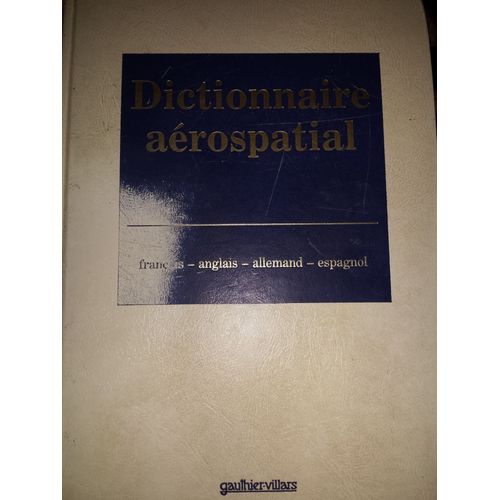 Dictionnaire
aérospatial
français – anglais – allemand – espagnol
gauthier-villars